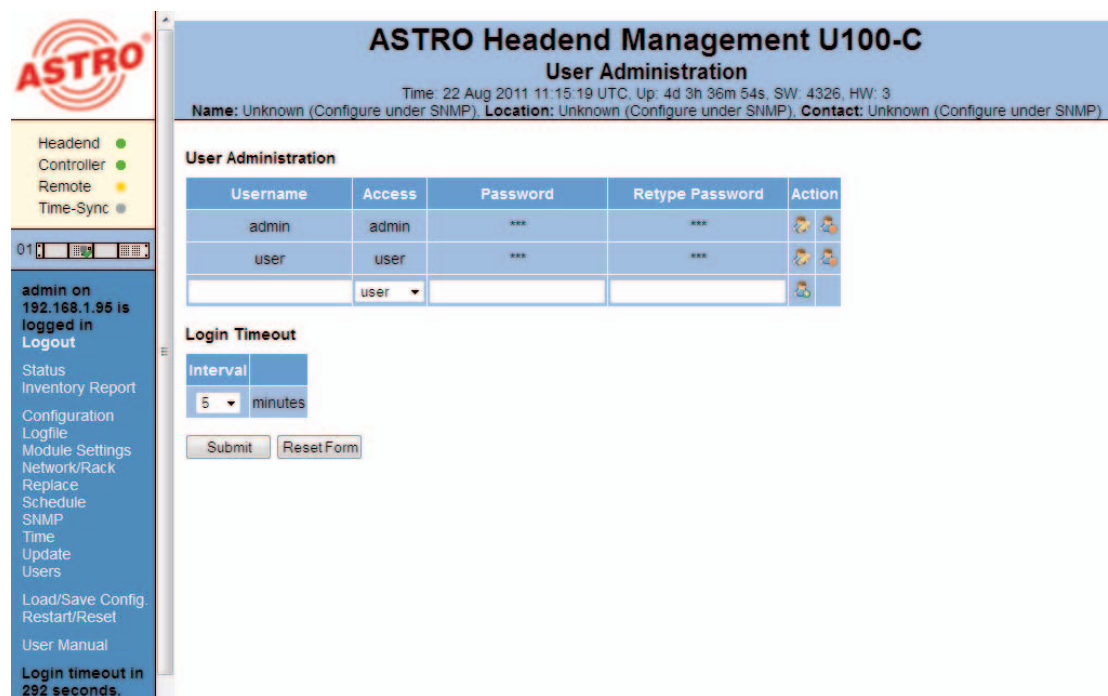 ASTRO
ASTRO Headend Management U100-C
User Administration
Time: 22 Aug 2011 11:15:19 UTC, Up: 4d 3h 36m 54s, SW: 4326, HW: 3
Name: Unknown (Configure under SNMP), Location: Unknown (Configure under SNMP), Contact: Unknown (Configure under SNMP)
Headend
Controller
Remote
Time-Sync
01
admin on
192.168.1.95 is
logged in
Logout
Status
Inventory Report
Configuration
Logfile
Module Settings
Network/Rack
Replace
Schedule
SNMP
Time
Update
Users
Load/Save Config.
Restart/Reset
User Manual
Login timeout in
292 seconds.
User Administration
Username Access Password Retype Password Action
admin admin *** ***
user user *** ***
user
Login Timeout
Interval
5 minutes
Submit Reset Form